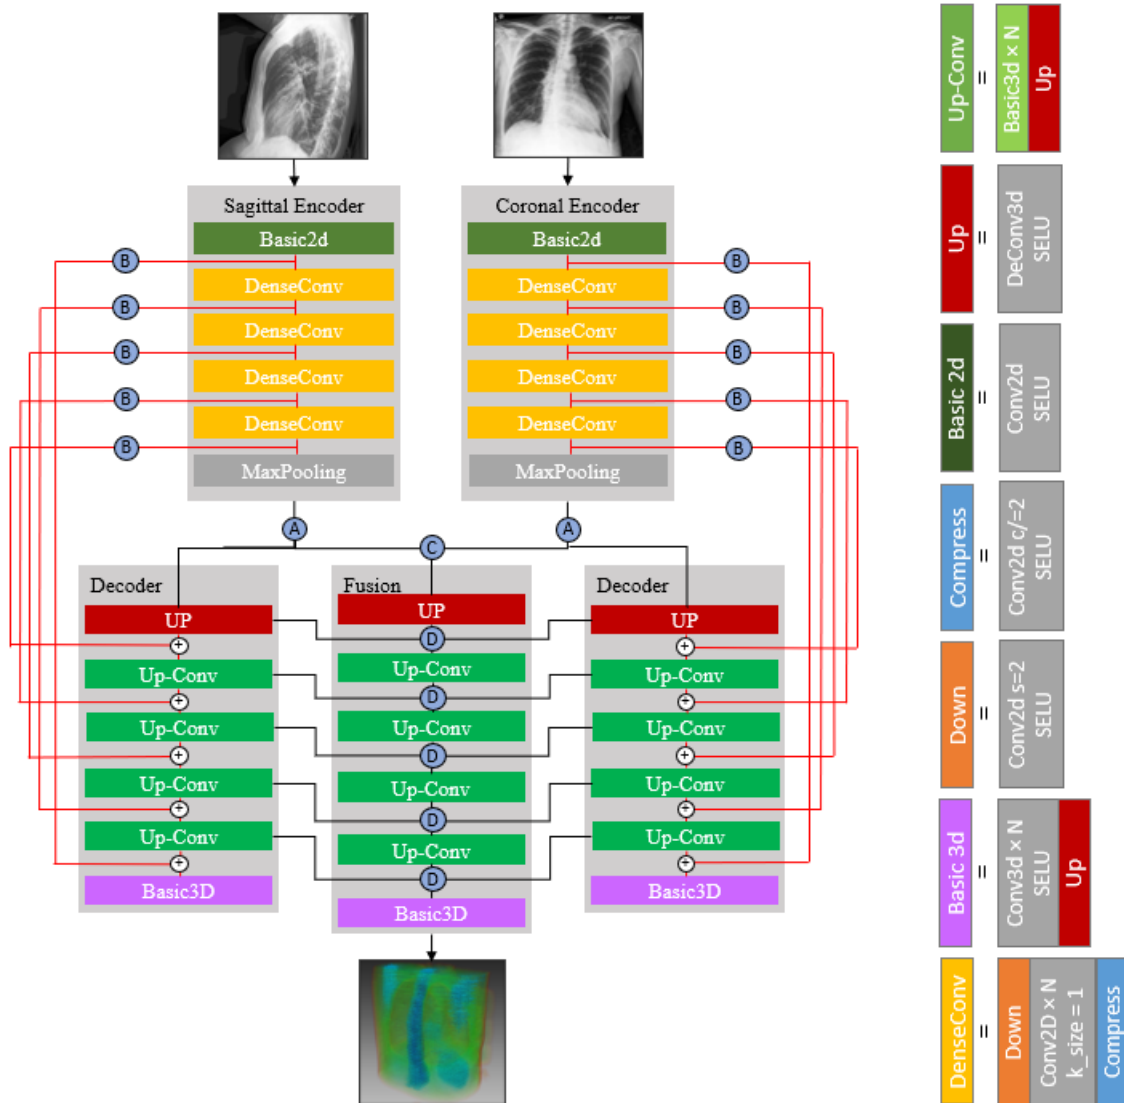 Sagittal Encoder
Basic2d
DenseConv
DenseConv
DenseConv
DenseConv
MaxPooling
Coronal Encoder
Basic2d
DenseConv
DenseConv
DenseConv
DenseConv
MaxPooling
B
B
B
B
B
B
B
B
B
B
A
C
A
Decoder
UP
+
Up-Conv
+
Up-Conv
+
Up-Conv
+
Up-Conv
+
Basic3D
Fusion
UP
D
Up-Conv
D
Up-Conv
D
Up-Conv
D
Up-Conv
D
Basic3D
Decoder
UP
+
Up-Conv
+
Up-Conv
+
Up-Conv
+
Up-Conv
+
Basic3D
Up-Conv
=
Basic3d × N
Up
Up
=
DeConv3d
SELU
Basic 2d
=
Conv2d
SELU
Compress
=
Conv2d c/=2
SELU
Down
=
Conv2d s=2
SELU
Basic 3d
=
Conv3d × N
SELU
Up
DenseConv
=
Down
Conv2D × N
k_size = 1
Compress